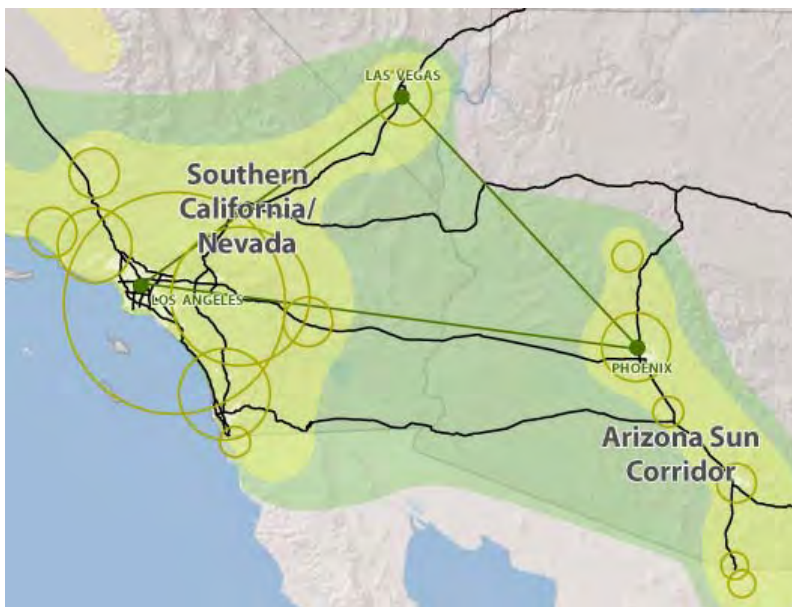 LAS VEGAS
Southern
California/
Nevada
LOS ANGELES
PHOENIX
Arizona Sun
Corridor